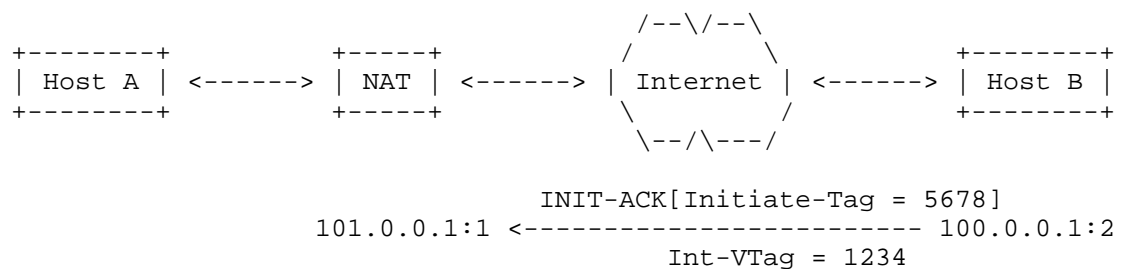 /--\/--\
+--------+          +-----+             /        \            +--------+
| Host A | <------> | NAT | <------> | Internet | <------> | Host B |
+--------+          +-----+             \        /            +--------+
                                         \--/\---/
INIT-ACK[Initiate-Tag = 5678]
101.0.0.1:1 <------------------------- 100.0.0.1:2
Int-VTag = 1234